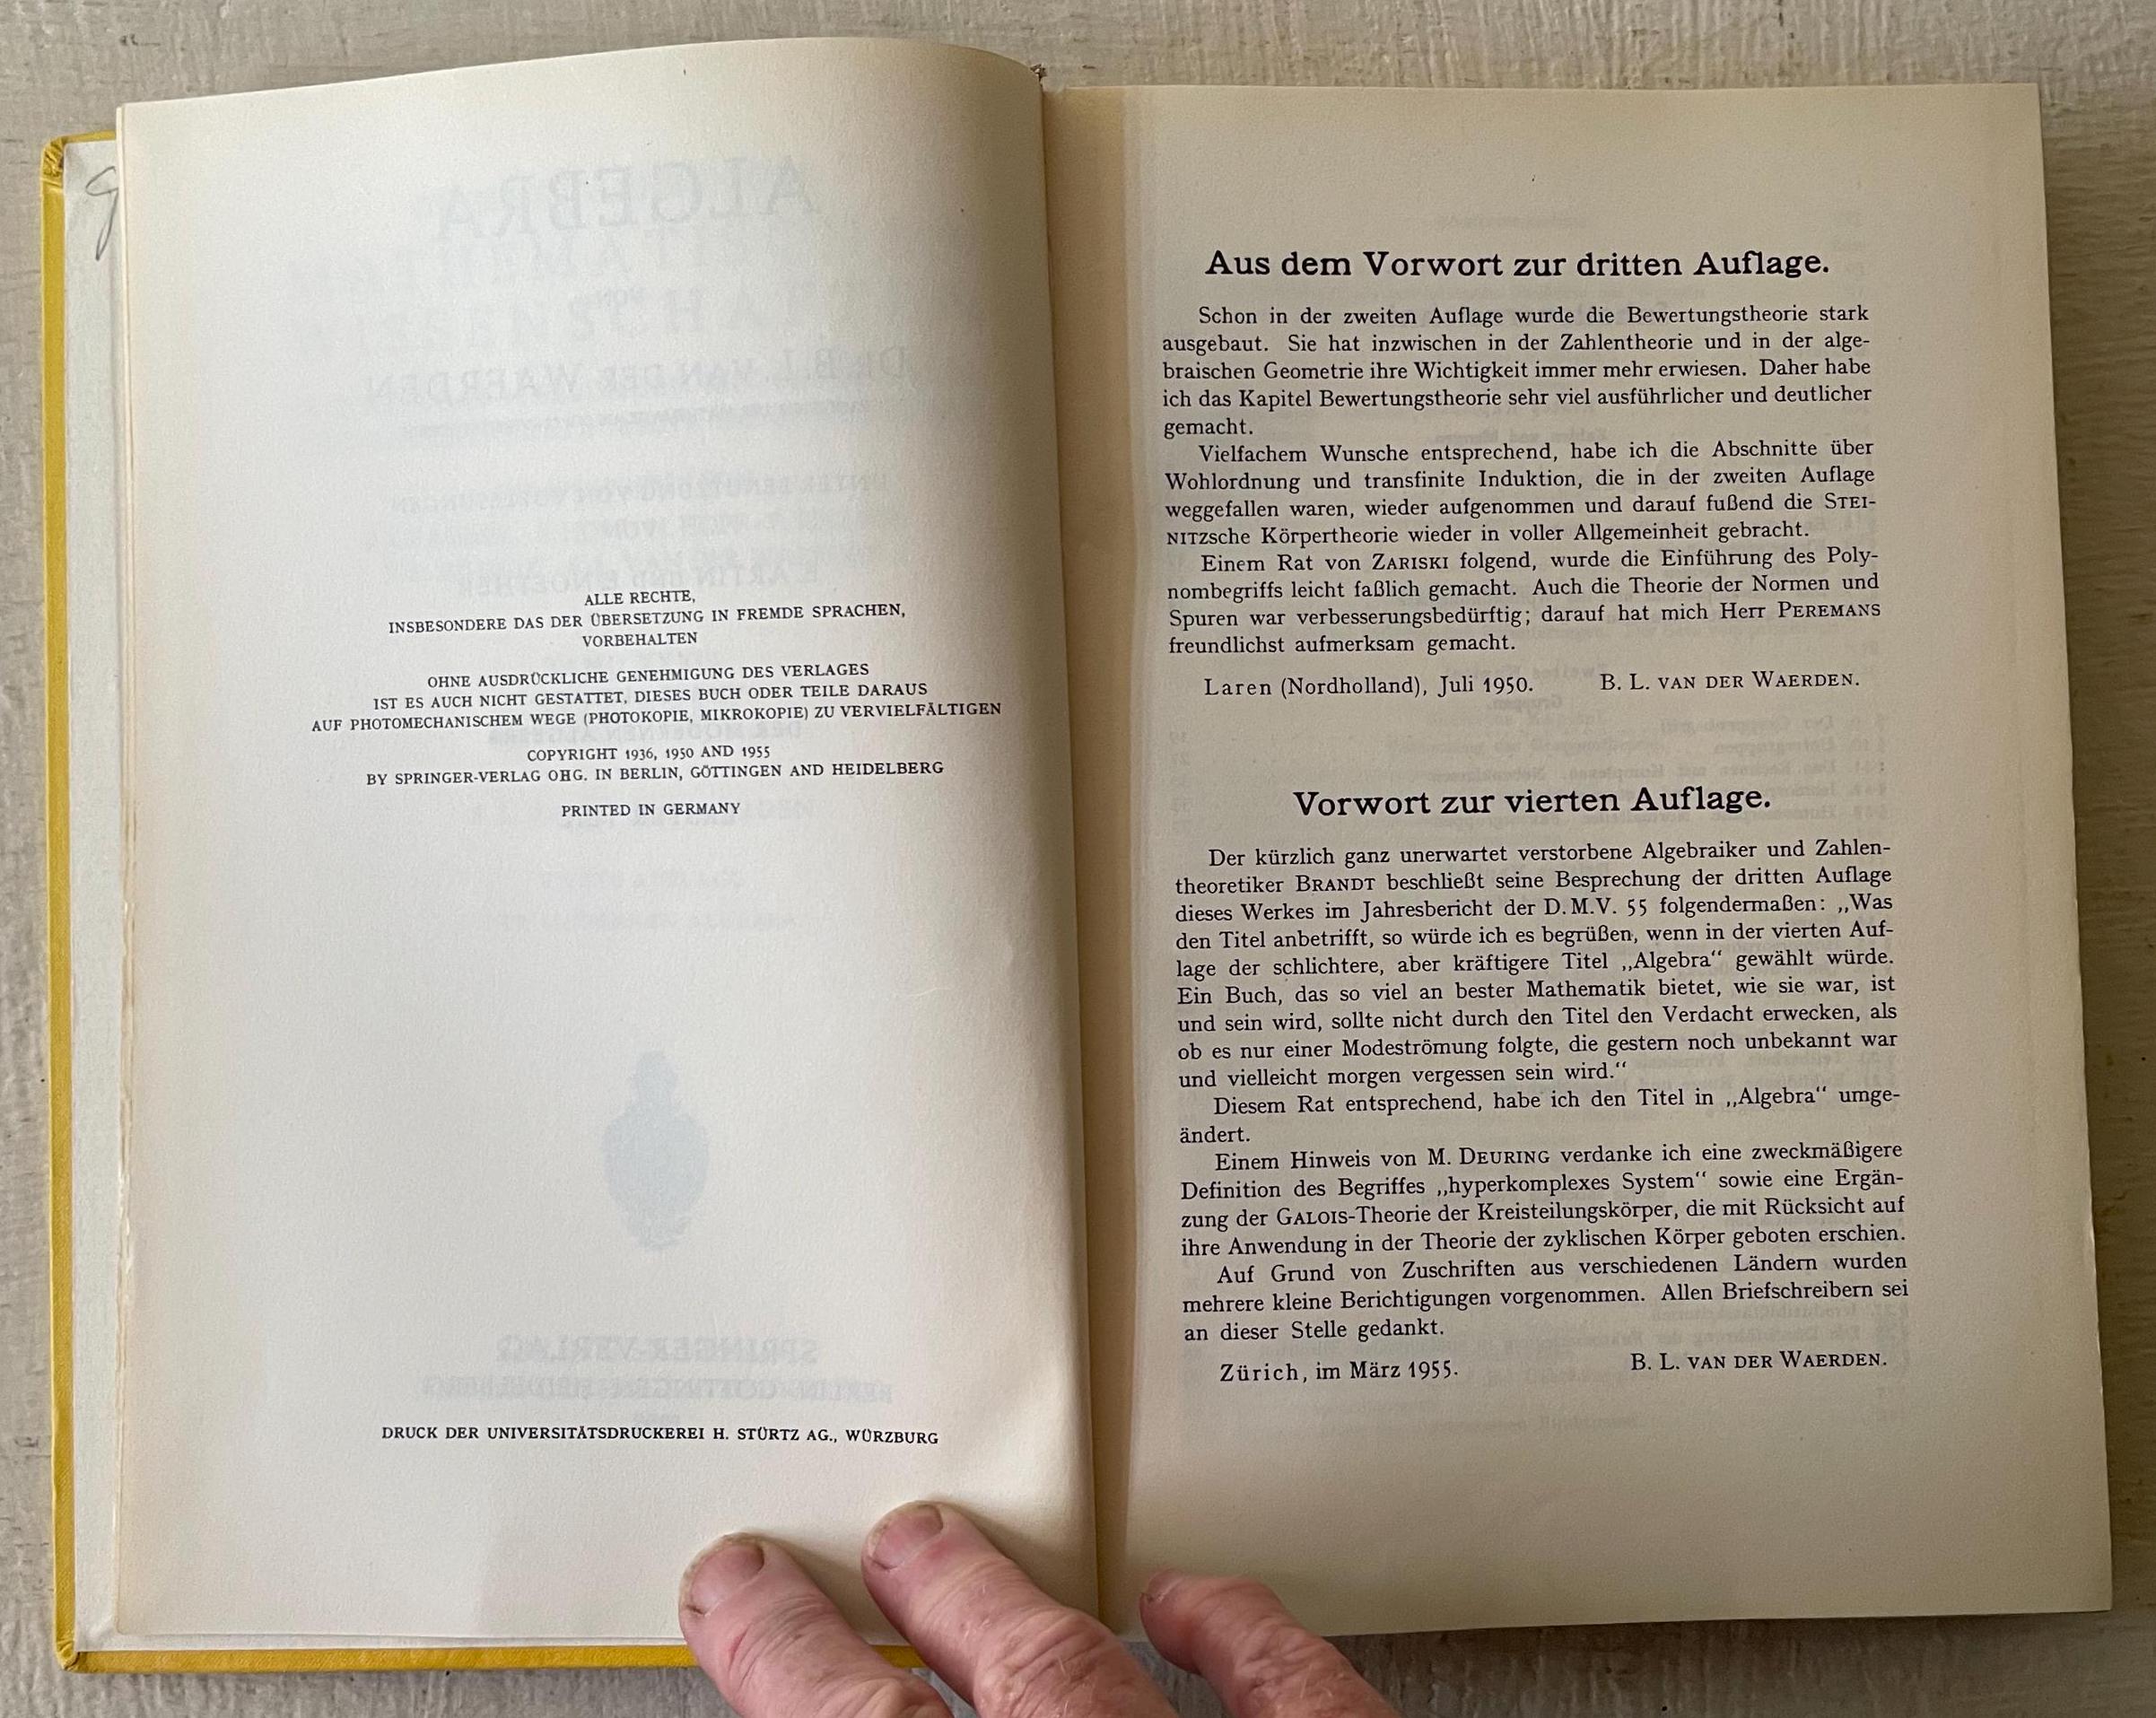 ALLE RECHTE,
INSBESONDERE DAS DER ÜBERSETZUNG IN FREMDE SPRACHEN,
VORBEHALTEN
OHNE AUSDRÜCKLICHE GENEHMIGUNG DES VERLAGES
IST ES AUCH NICHT GESTATTET, DIESES BUCH ODER TEILE DARAUS
AUF PHOTOMECHANISCHEM WEGE (PHOTOKOPIE, MIKROKOPIE) ZU VERVIELFÄLTIGEN
COPYRIGHT 1936, 1950 AND 1955
BY SPRINGER-VERLAG OHG. IN BERLIN, GÖTTINGEN AND HEIDELBERG
PRINTED IN GERMANY
DRUCK DER UNIVERSITÄTSDRUCKEREI H. STÜRTZ AG., WÜRZBURG
Aus dem Vorwort zur dritten Auflage.
Schon in der zweiten Auflage wurde die Bewertungstheorie stark
ausgebaut. Sie hat inzwischen in der Zahlentheorie und in der alge-
braischen Geometrie ihre Wichtigkeit immer mehr erwiesen. Daher habe
ich das Kapitel Bewertungstheorie sehr viel ausführlicher und deutlicher
gemacht.
Vielfachem Wunsche entsprechend, habe ich die Abschnitte über
Wohlordnung und transfinite Induktion, die in der zweiten Auflage
weggefallen waren, wieder aufgenommen und darauf fußend die STEI-
NITZsche Körpertheorie wieder in voller Allgemeinheit gebracht.
Einem Rat von ZARISKI folgend, wurde die Einführung des Poly-
nombegriffs leicht faßlich gemacht. Auch die Theorie der Normen und
Spuren war verbesserungsbedürftig; darauf hat mich Herr PEREMANS
freundlichst aufmerksam gemacht.
Laren (Nordholland), Juli 1950. B. L. VAN DER WAERDEN.
Vorwort zur vierten Auflage.
Der kürzlich ganz unerwartet verstorbene Algebraiker und Zahlen-
theoretiker BRANDT beschließt seine Besprechung der dritten Auflage
dieses Werkes im Jahresbericht der D.M.V. 55 folgendermaßen: „Was
den Titel anbetrifft, so würde ich es begrüßen, wenn in der vierten Auf-
lage der schlichtere, aber kräftigere Titel „Algebra“ gewählt würde.
Ein Buch, das so viel an bester Mathematik bietet, wie sie war, ist
und sein wird, sollte nicht durch den Titel den Verdacht erwecken, als
ob es nur einer Modeströmung folgte, die gestern noch unbekannt war
und vielleicht morgen vergessen sein wird.“
Diesem Rat entsprechend, habe ich den Titel in „Algebra“ umge-
ändert.
Einem Hinweis von M. DEURING verdanke ich eine zweckmäßigere
Definition des Begriffes „hyperkomplexes System“ sowie eine Ergän-
zung der GALOIS-Theorie der Kreisteilungskörper, die mit Rücksicht auf
ihre Anwendung in der Theorie der zyklischen Körper geboten erschien.
Auf Grund von Zuschriften aus verschiedenen Ländern wurden
mehrere kleine Berichtigungen vorgenommen. Allen Briefschreibern sei
an dieser Stelle gedankt.
Zürich, im März 1955. B. L. VAN DER WAERDEN.